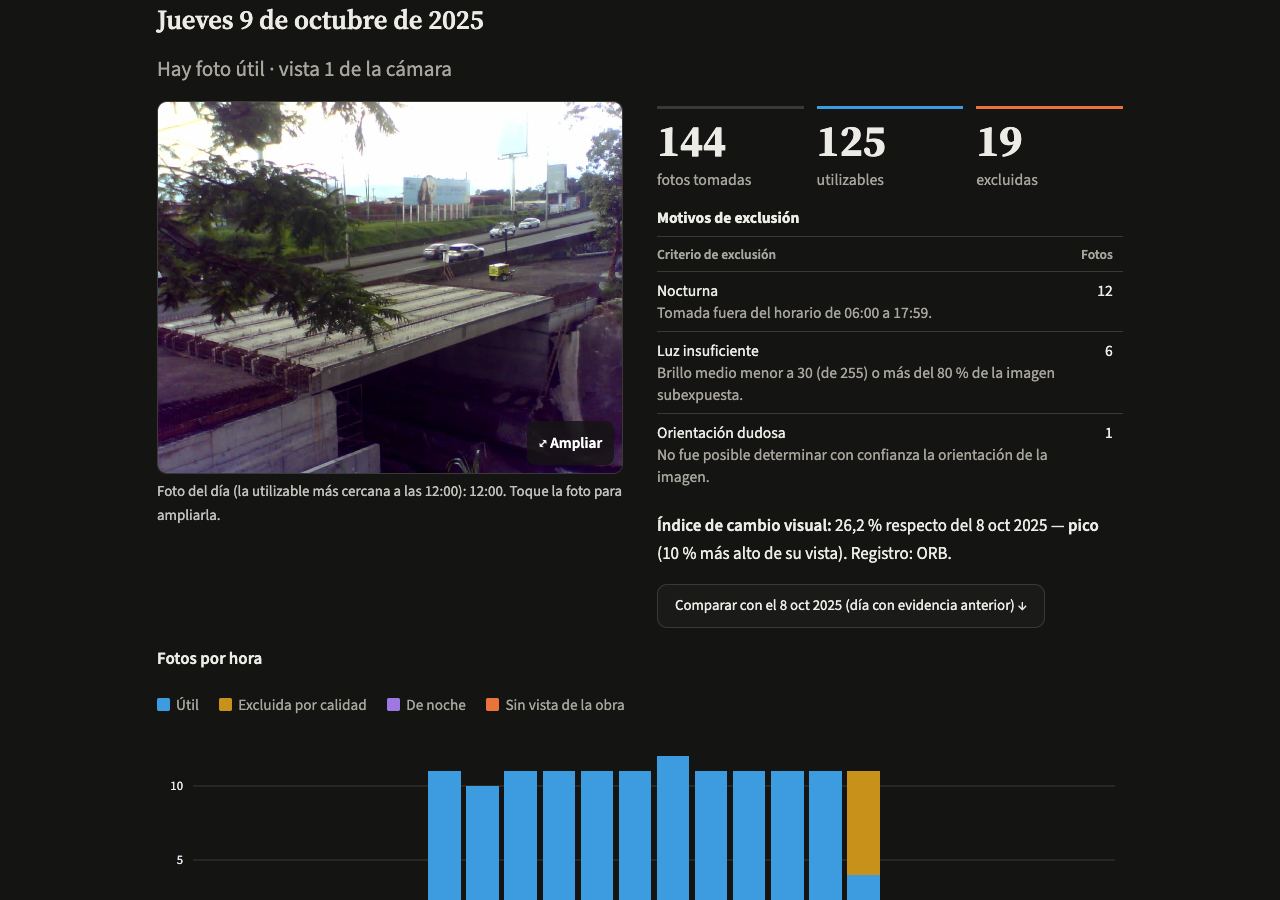 Jueves 9 de octubre de 2025
Hay foto útil · vista 1 de la cámara
Ampliar
Foto del día (la utilizable más cercana a las 12:00): 12:00. Toque la foto para
ampliarla.
144
fotos tomadas
125
utilizables
19
excluidas
Motivos de exclusión
Criterio de exclusión Fotos
Nocturna 12
Tomada fuera del horario de 06:00 a 17:59.
Luz insuficiente 6
Brillo medio menor a 30 (de 255) o más del 80 % de la imagen
subexpuesta.
Orientación dudosa 1
No fue posible determinar con confianza la orientación de la
imagen.
Índice de cambio visual: 26,2 % respecto del 8 oct 2025 — pico
(10 % más alto de su vista). Registro: ORB.
Comparar con el 8 oct 2025 (día con evidencia anterior) ↓
Fotos por hora
Útil Excluida por calidad De noche Sin vista de la obra
10
5